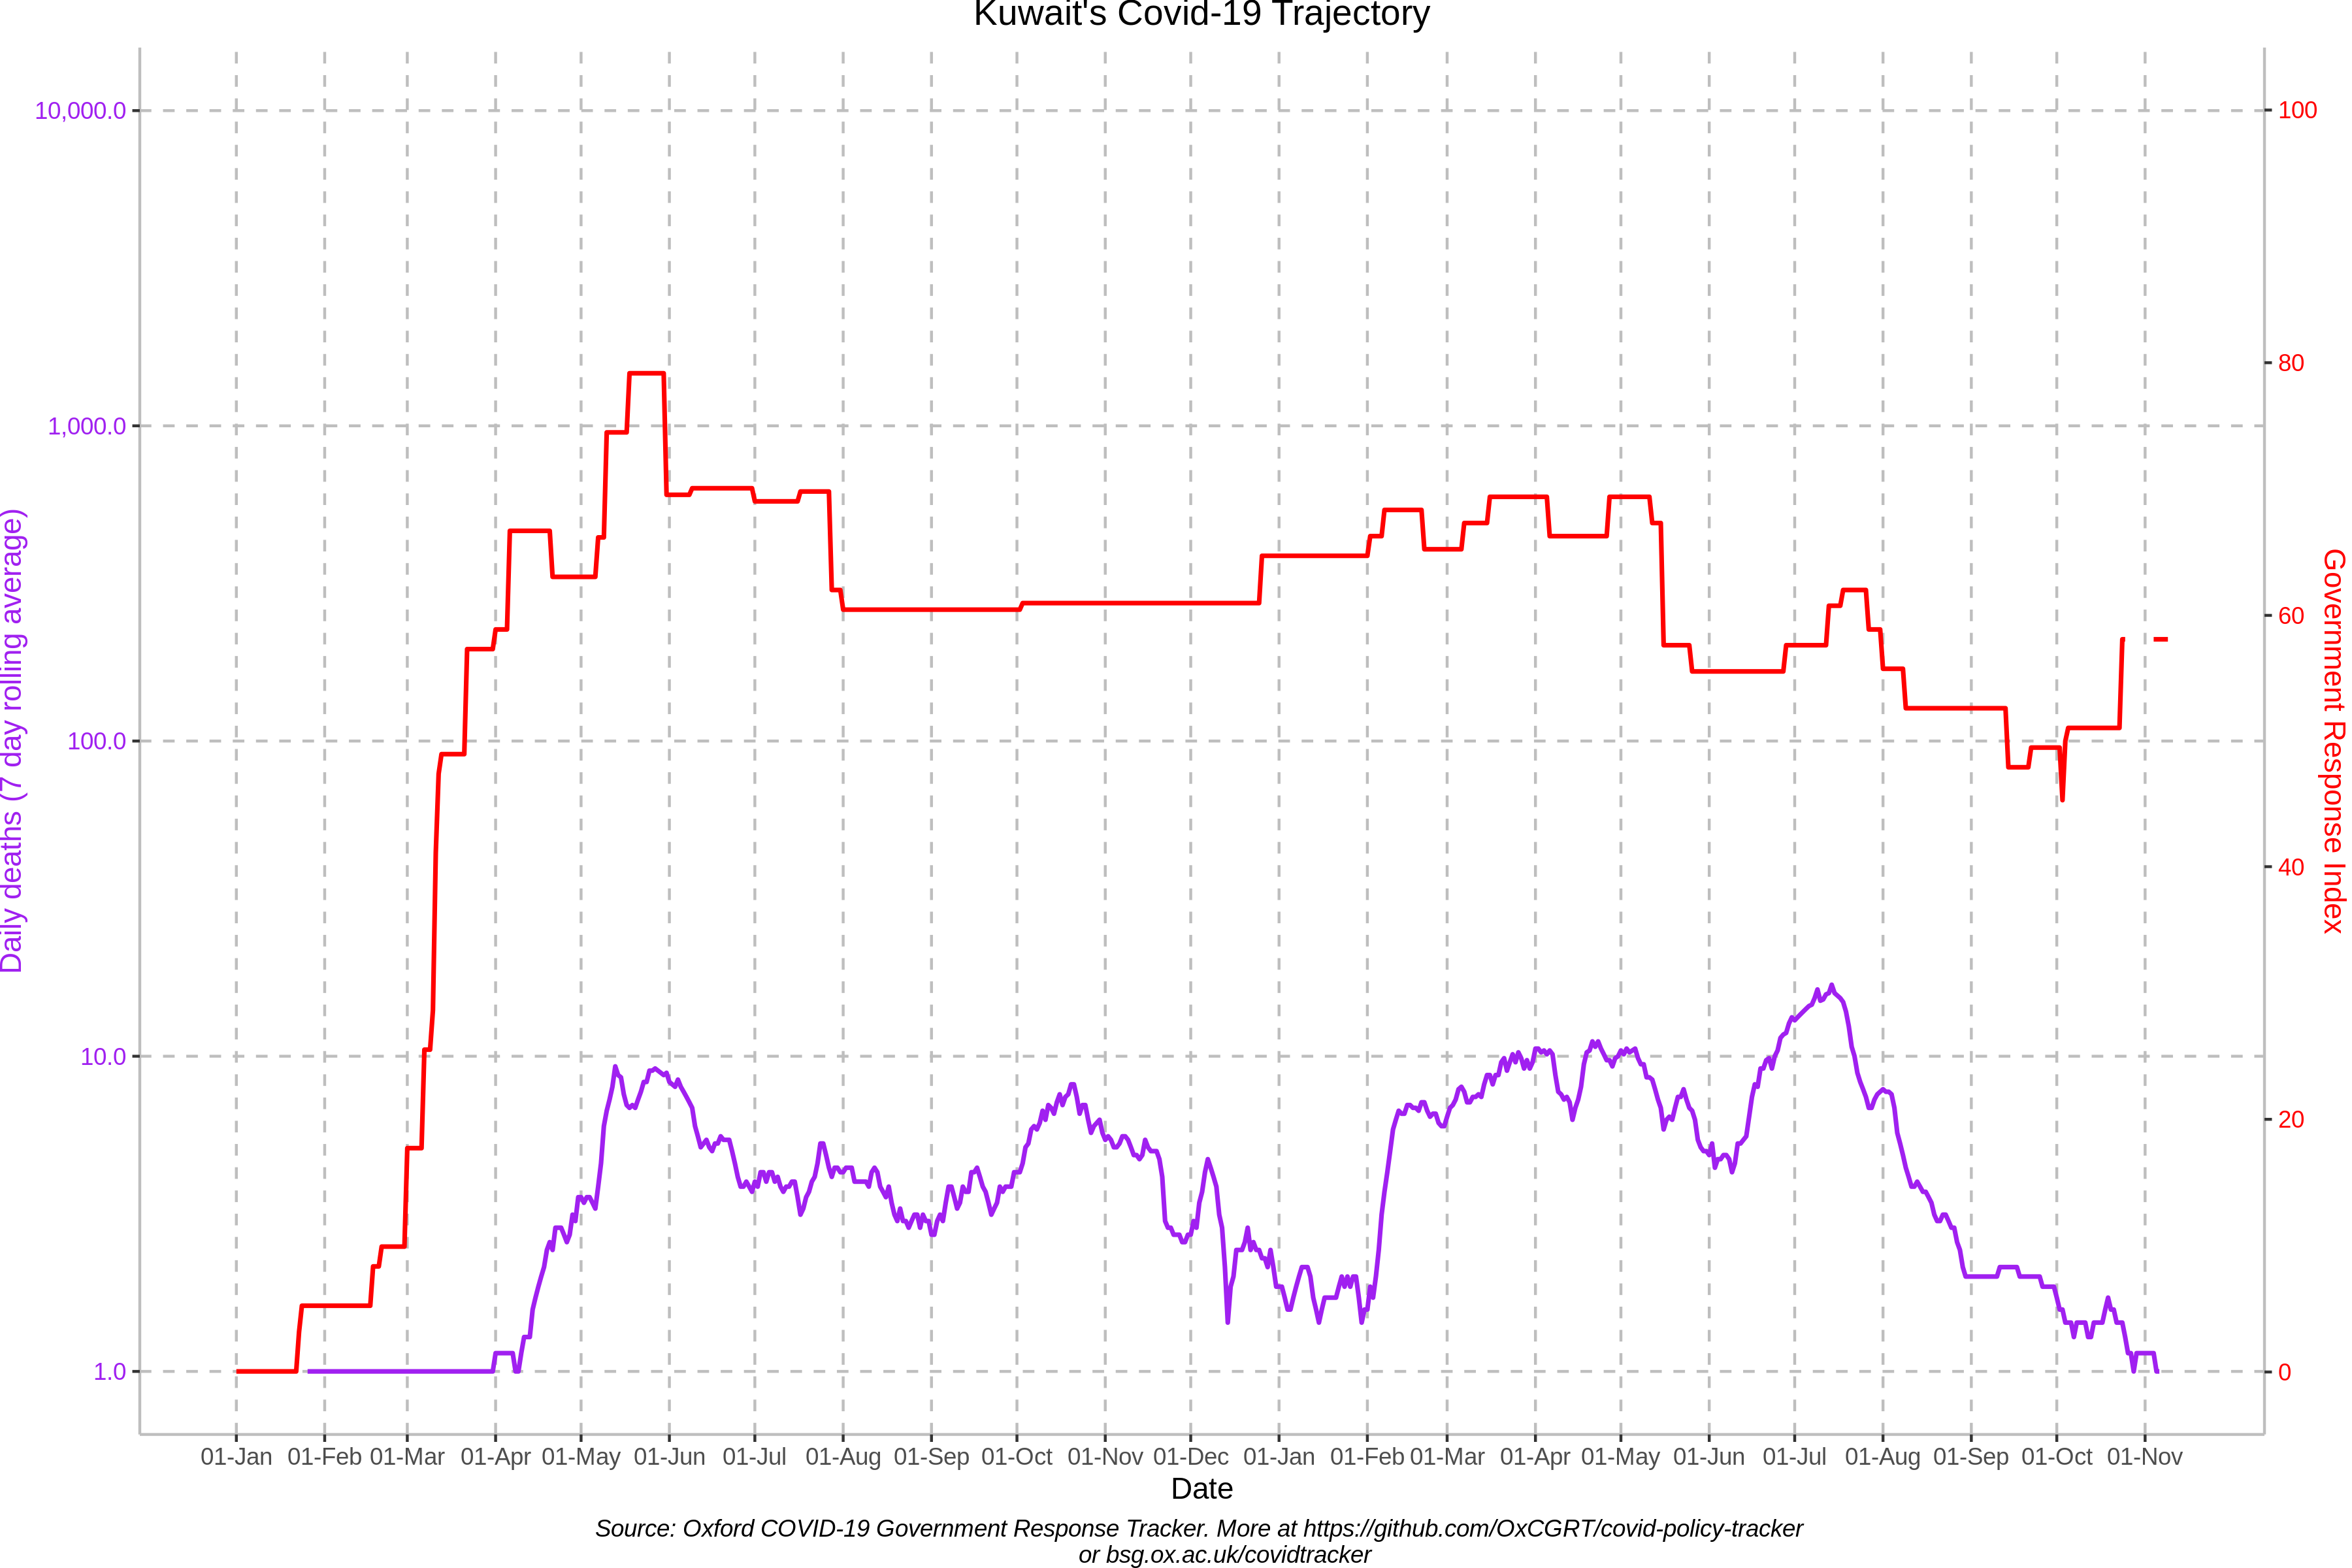 Kuwait's Covid-19 Trajectory
10,000.0
1,000.0
100.0
10.0
1.0
Daily deaths (7 day rolling average)
100
80
60
40
20
0
Government Response Index
01-Jan 01-Feb 01-Mar 01-Apr 01-May 01-Jun 01-Jul 01-Aug 01-Sep 01-Oct 01-Nov 01-Dec 01-Jan 01-Feb 01-Mar 01-Apr 01-May 01-Jun 01-Jul 01-Aug 01-Sep 01-Oct 01-Nov
Date
Source: Oxford COVID-19 Government Response Tracker. More at https://github.com/OxCGRT/covid-policy-tracker
or bsg.ox.ac.uk/covidtracker